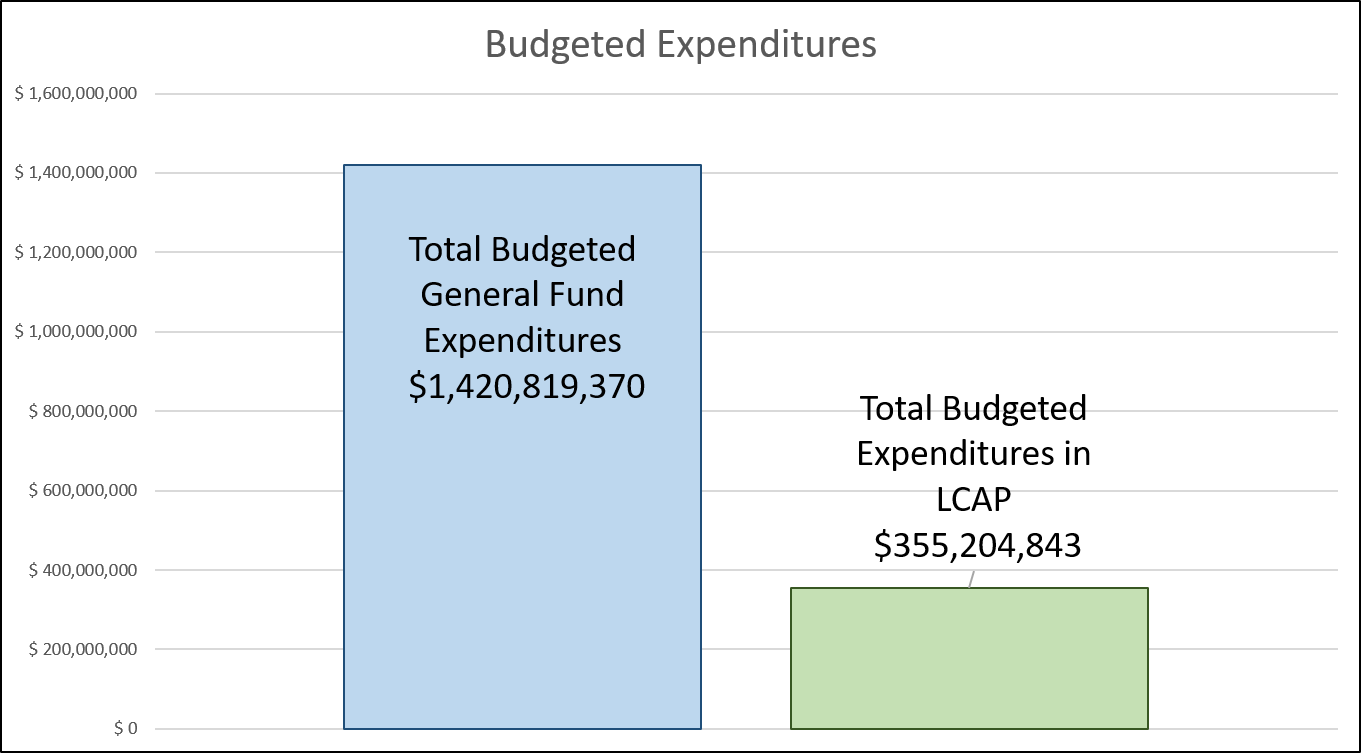 Budgeted Expenditures
$ 1,600,000,000
$ 1,400,000,000
$ 1,200,000,000
$ 1,000,000,000
$ 800,000,000
$ 600,000,000
$ 400,000,000
$ 200,000,000
$ 0
Total Budgeted
General Fund
Expenditures
$1,420,819,370
Total Budgeted
Expenditures in
LCAP
$355,204,843